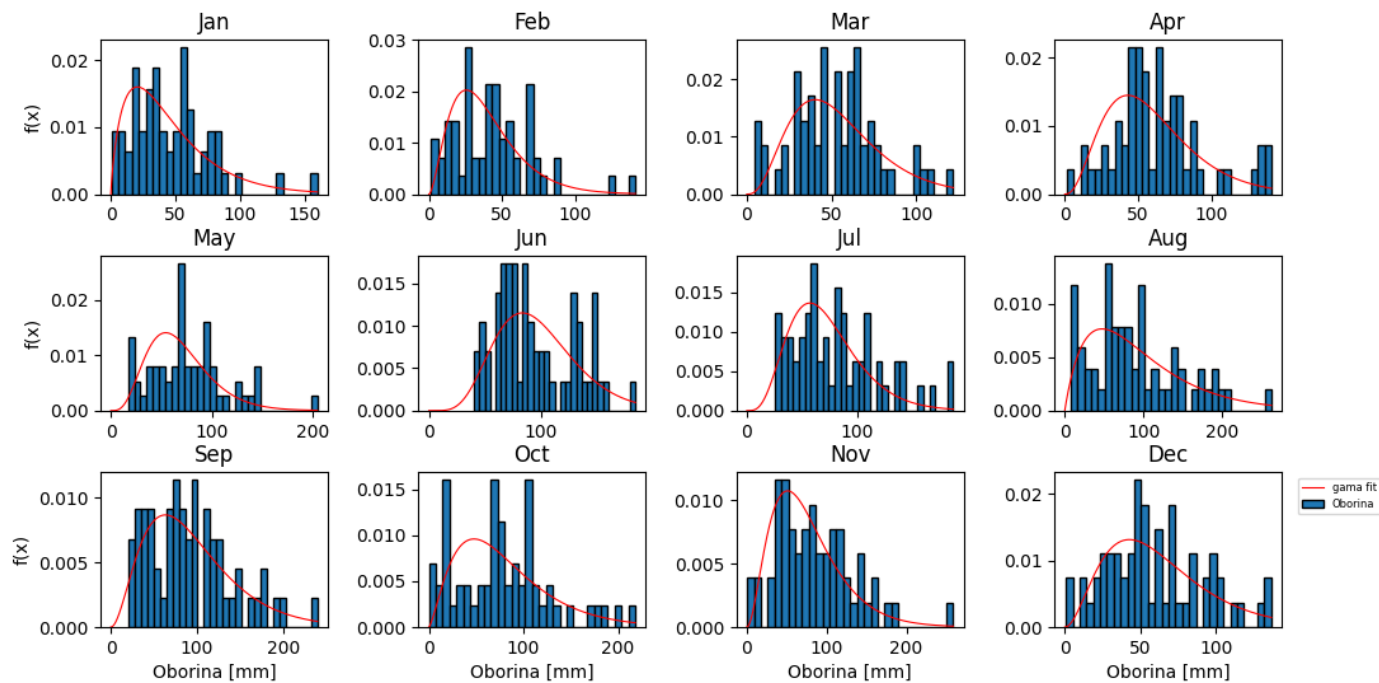 Jan Feb Mar Apr
0.02 0.03 0.02 0.02
0.02
0.01 0.01 0.01 0.01
0.01
0.00 0.00 0.00 0.00
f(x)
0 50 100 150 0 50 100 0 50 100 0 50 100
May Jun Jul Aug
0.02 0.015 0.015 0.010
0.010 0.010
0.01 0.005
0.005 0.005
0.00 0.000 0.000 0.000
f(x)
0 100 200 0 100 0 100 0 100 200
Sep Oct Nov Dec
0.010 0.015 0.010 0.02
0.010
0.005 0.005 0.01
0.005
0.000 0.000 0.000 0.00
f(x)
0 100 200 0 100 200 0 100 200 0 50 100
Oborina [mm] Oborina [mm] Oborina [mm] Oborina [mm]
gama fit
Oborina